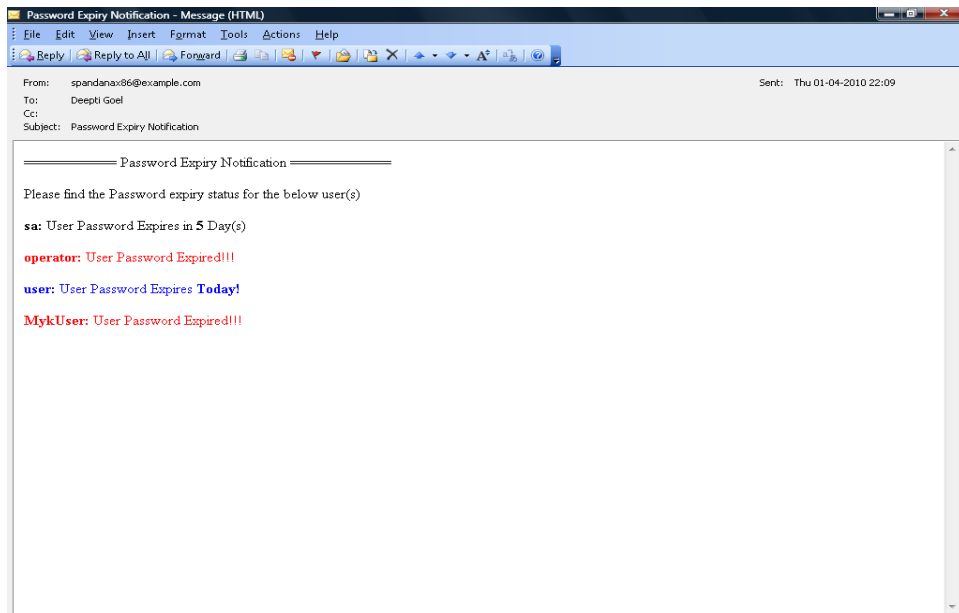 Password Expiry Notification - Message (HTML)
File Edit View Insert Format Tools Actions Help
Reply Reply to All Forward
From: spandanax86@example.com Sent: Thu 01-04-2010 22:09
To: Deepti Goel
Cc:
Subject: Password Expiry Notification
=========== Password Expiry Notification ============
Please find the Password expiry status for the below user(s)
sa: User Password Expires in 5 Day(s)
operator: User Password Expired!!!
user: User Password Expires Today!
MykUser: User Password Expired!!!